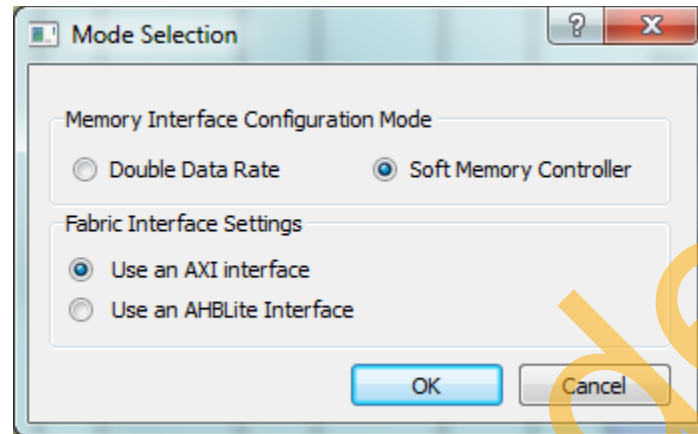 Mode Selection
Memory Interface Configuration Mode
Double Data Rate Soft Memory Controller
Fabric Interface Settings
Use an AXI interface
Use an AHBLite Interface
OK Cancel